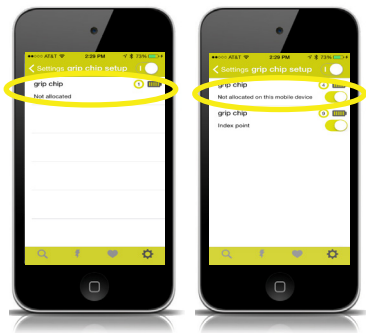 AT&T 2:29 PM 73%
Settings grip chip setup
grip chip
Not allocated
AT&T 2:29 PM 73%
Settings grip chip setup
grip chip
Not allocated on this mobile device
grip chip
Index point